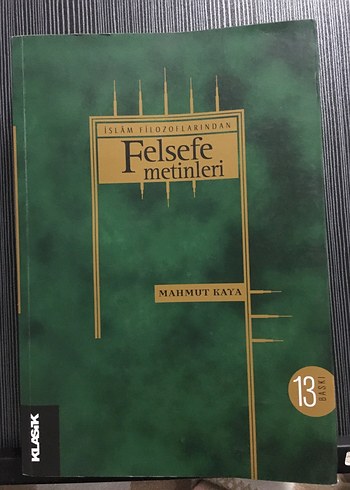 İSLÂM FİLOZOFLARINDAN
Felsefe
metinleri
MAHMUT KAYA
13
BASKI
KLASİK